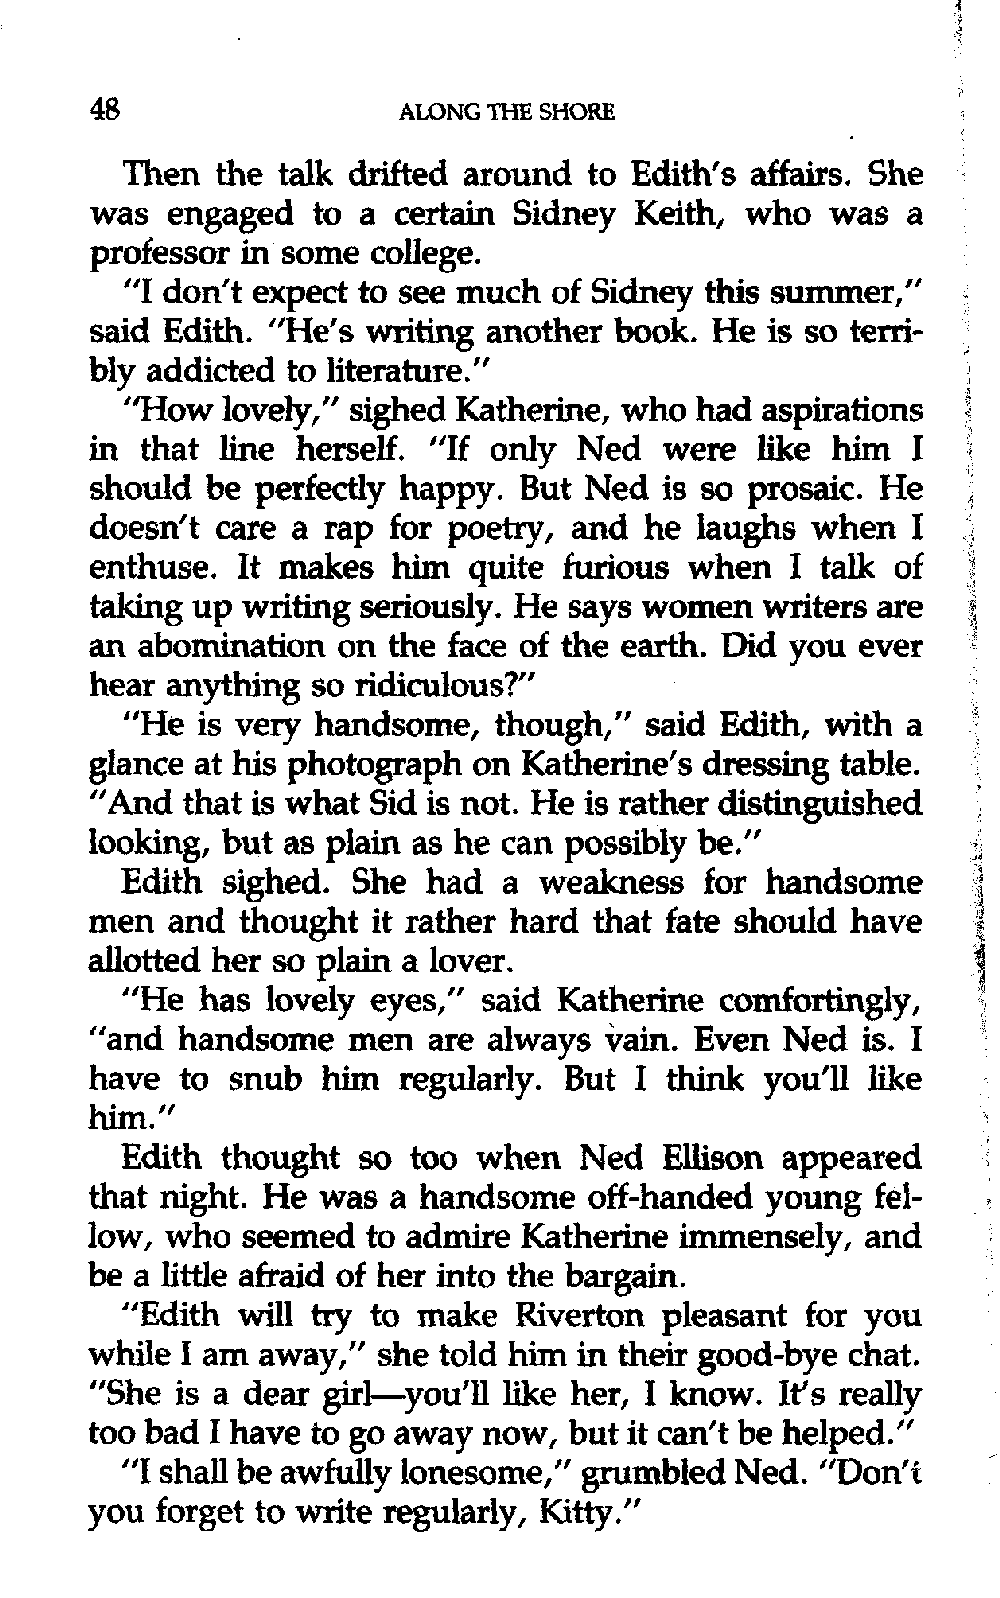 48 ALONG THE SHORE
Then the talk drifted around to Edith's affairs. She
was engaged to a certain Sidney Keith, who was a
professor in some college.
"I don't expect to see much of Sidney this summer,"
said Edith. "He's writing another book. He is so terri-
bly addicted to literature."
"How lovely," sighed Katherine, who had aspirations
in that line herself. "If only Ned were like him I
should be perfectly happy. But Ned is so prosaic. He
doesn't care a rap for poetry, and he laughs when I
enthuse. It makes him quite furious when I talk of
taking up writing seriously. He says women writers are
an abomination on the face of the earth. Did you ever
hear anything so ridiculous?"
"He is very handsome, though," said Edith, with a
glance at his photograph on Katherine's dressing table.
"And that is what Sid is not. He is rather distinguished
looking, but as plain as he can possibly be."
Edith sighed. She had a weakness for handsome
men and thought it rather hard that fate should have
allotted her so plain a lover.
"He has lovely eyes," said Katherine comfortingly,
"and handsome men are always vain. Even Ned is. I
have to snub him regularly. But I think you'll like
him."
Edith thought so too when Ned Ellison appeared
that night. He was a handsome off-handed young fel-
low, who seemed to admire Katherine immensely, and
be a little afraid of her into the bargain.
"Edith will try to make Riverton pleasant for you
while I am away," she told him in their good-bye chat.
"She is a dear girl—you'll like her, I know. It's really
too bad I have to go away now, but it can't be helped."
"I shall be awfully lonesome," grumbled Ned. "Don't
you forget to write regularly, Kitty."